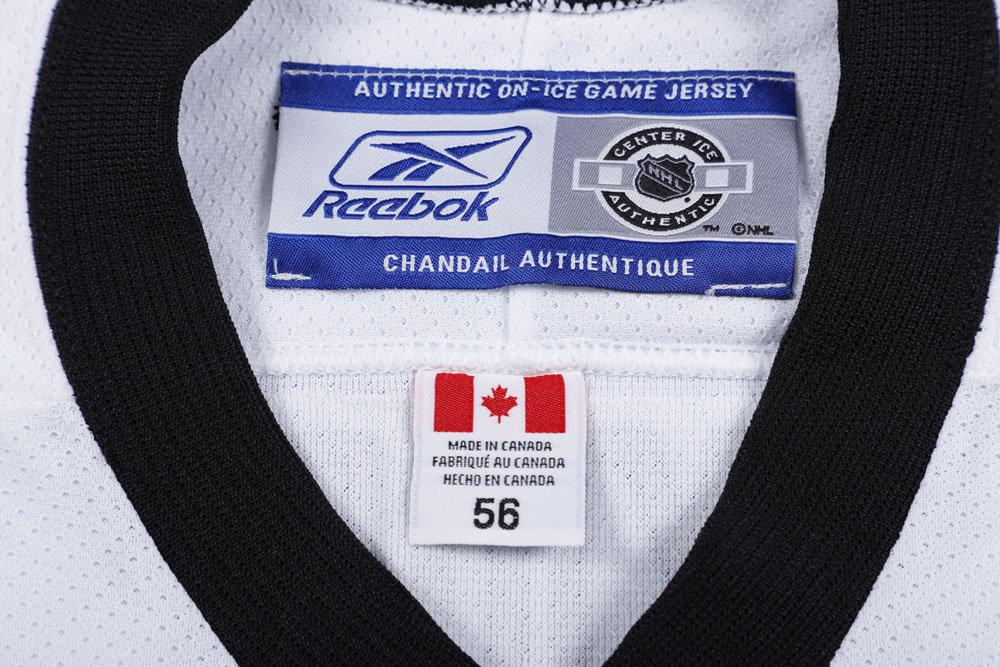 AUTHENTIC ON-ICE GAME JERSEY
Reebok
CENTER ICE
NHL
AUTHENTIC
™ ©NHL
CHANDAIL AUTHENTIQUE
MADE IN CANADA
FABRIQUÉ AU CANADA
HECHO EN CANADA
56